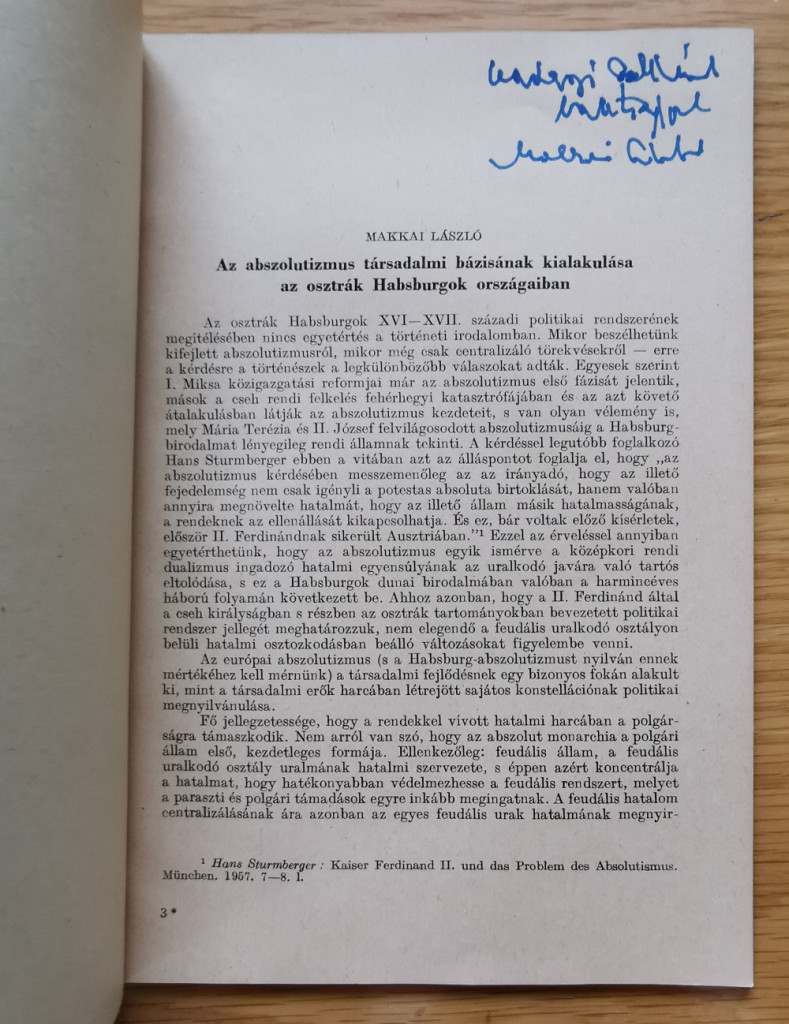 MAKKAI LÁSZLÓ
Az abszolutizmus társadalmi bázisának kialakulása
az osztrák Habsburgok országaiban
Az osztrák Habsburgok XVI—XVII. századi politikai rendszerének
megítélésében nincs egyetértés a történeti irodalomban. Mikor beszélhetünk
kifejlett abszolutizmusról, mikor még csak centralizáló törekvésekről — erre
a kérdésre a történészek a legkülönbözőbb válaszokat adták. Egyesek szerint
I. Miksa közigazgatási reformjai már az abszolutizmus első fázisát jelentik,
mások a cseh rendi felkelés fehérhegyi katasztrófájában és az azt követő
átalakulásban látják az abszolutizmus kezdeteit, s van olyan vélemény is,
mely Mária Terézia és II. József felvilágosodott abszolutizmusáig a Habsburg-
birodalmat lényegileg rendi államnak tekinti. A kérdéssel legutóbb foglalkozó
Hans Sturmberger ebben a vitában azt az álláspontot foglalja el, hogy „az
abszolutizmus kérdésében messzemenőleg az az irányadó, hogy az illető
fejedelemség nem csak igényli a potestas absoluta birtoklását, hanem valóban
annyira megnövelte hatalmát, hogy az illető állam másik hatalmasságának,
a rendeknek az ellenállását kikapcsolhatja. És ez, bár voltak előző kísérletek,
először II. Ferdinándnak sikerült Ausztriában.”¹ Ezzel az érveléssel annyiban
egyetérthetünk, hogy az abszolutizmus egyik ismérve a középkori rendi
dualizmus ingadozó hatalmi egyensúlyának az uralkodó javára való tartós
eltolódása, s ez a Habsburgok dunai birodalmában valóban a harmincéves
háború folyamán következett be. Ahhoz azonban, hogy a II. Ferdinánd által
a cseh királyságban s részben az osztrák tartományokban bevezetett politikai
rendszer jellegét meghatározzuk, nem elegendő a feudális uralkodó osztályon
belüli hatalmi osztozkodásban beálló változásokat figyelembe venni.
Az európai abszolutizmus (s a Habsburg-abszolutizmust nyilván ennek
mértékéhez kell mérnünk) a társadalmi fejlődésnek egy bizonyos fokán alakult
ki, mint a társadalmi erők harcában létrejött sajátos konstellációnak politikai
megnyilvánulása.
Fő jellegzetessége, hogy a rendekkel vívott hatalmi harcában a polgár-
ságra támaszkodik. Nem arról van szó, hogy az abszolut monarchia a polgári
állam első, kezdetleges formája. Ellenkezőleg: feudális állam, a feudális
uralkodó osztály uralmának hatalmi szervezete, s éppen azért koncentrálja
a hatalmat, hogy hatékonyabban védelmezhesse a feudális rendszert, melyet
a paraszti és polgári támadások egyre inkább megingatnak. A feudális hatalom
centralizálásának ára azonban az egyes feudális urak hatalmának megnyir-
¹ Hans Sturmberger : Kaiser Ferdinand II. und das Problem des Absolutismus.
München. 1957. 7—8. l.
3*